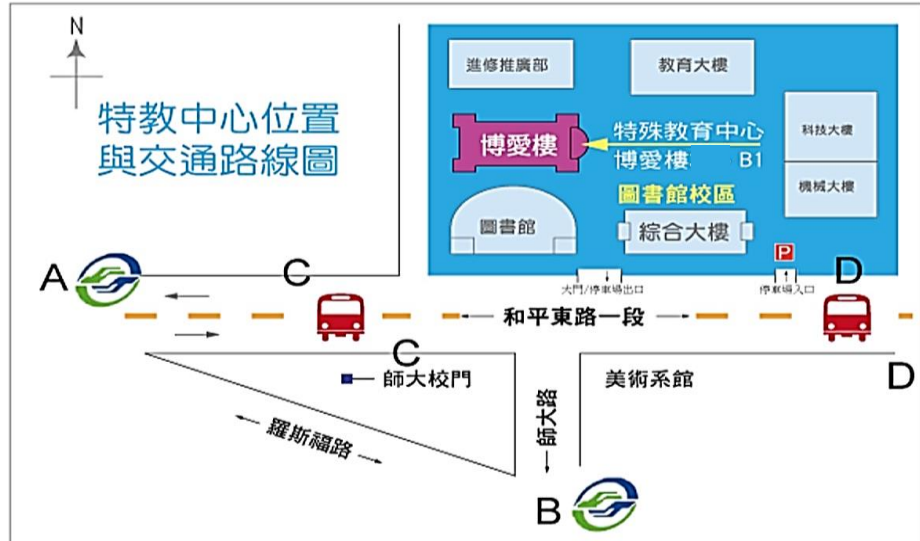 N
特教中心位置
與交通路線圖
進修推廣部
教育大樓
博愛樓
特殊教育中心
博愛樓 B1
科技大樓
機械大樓
圖書館校區
圖書館
綜合大樓
P
A
C
D
大門/停車場出口
停車場入口
和平東路一段
C
師大校門
美術系館
D
羅斯福路
師大路
B